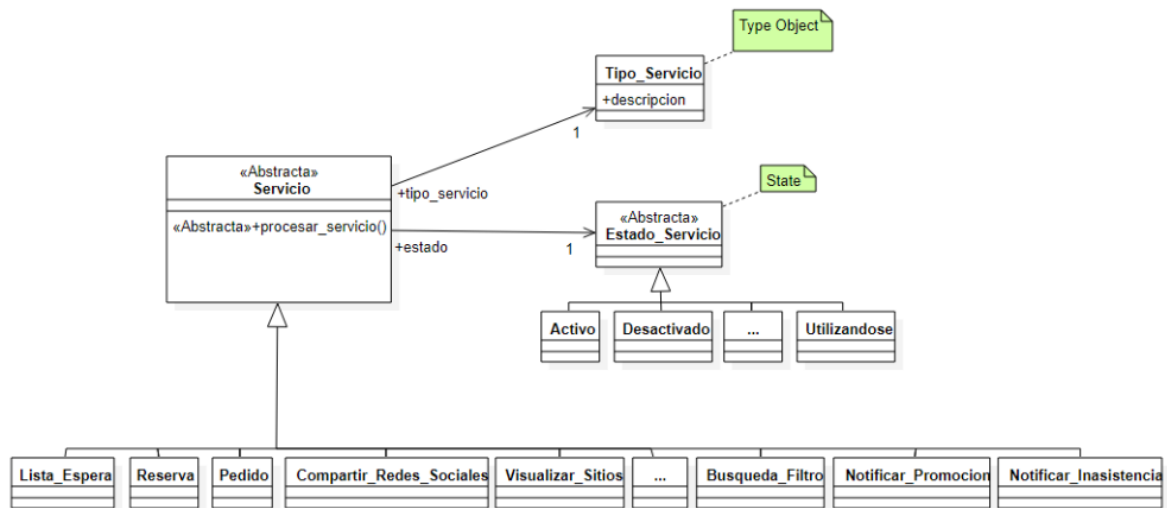 Type Object
Tipo_Servicio
+descripcion
1
«Abstracta»
Servicio
+tipo_servicio
«Abstracta»+procesar_servicio()
+estado
1
State
«Abstracta»
Estado_Servicio
Activo
Desactivado
...
Utilizandose
Lista_Espera
Reserva
Pedido
Compartir_Redes_Sociales
Visualizar_Sitios
...
Busqueda_Filtro
Notificar_Promocion
Notificar_Inasistencia